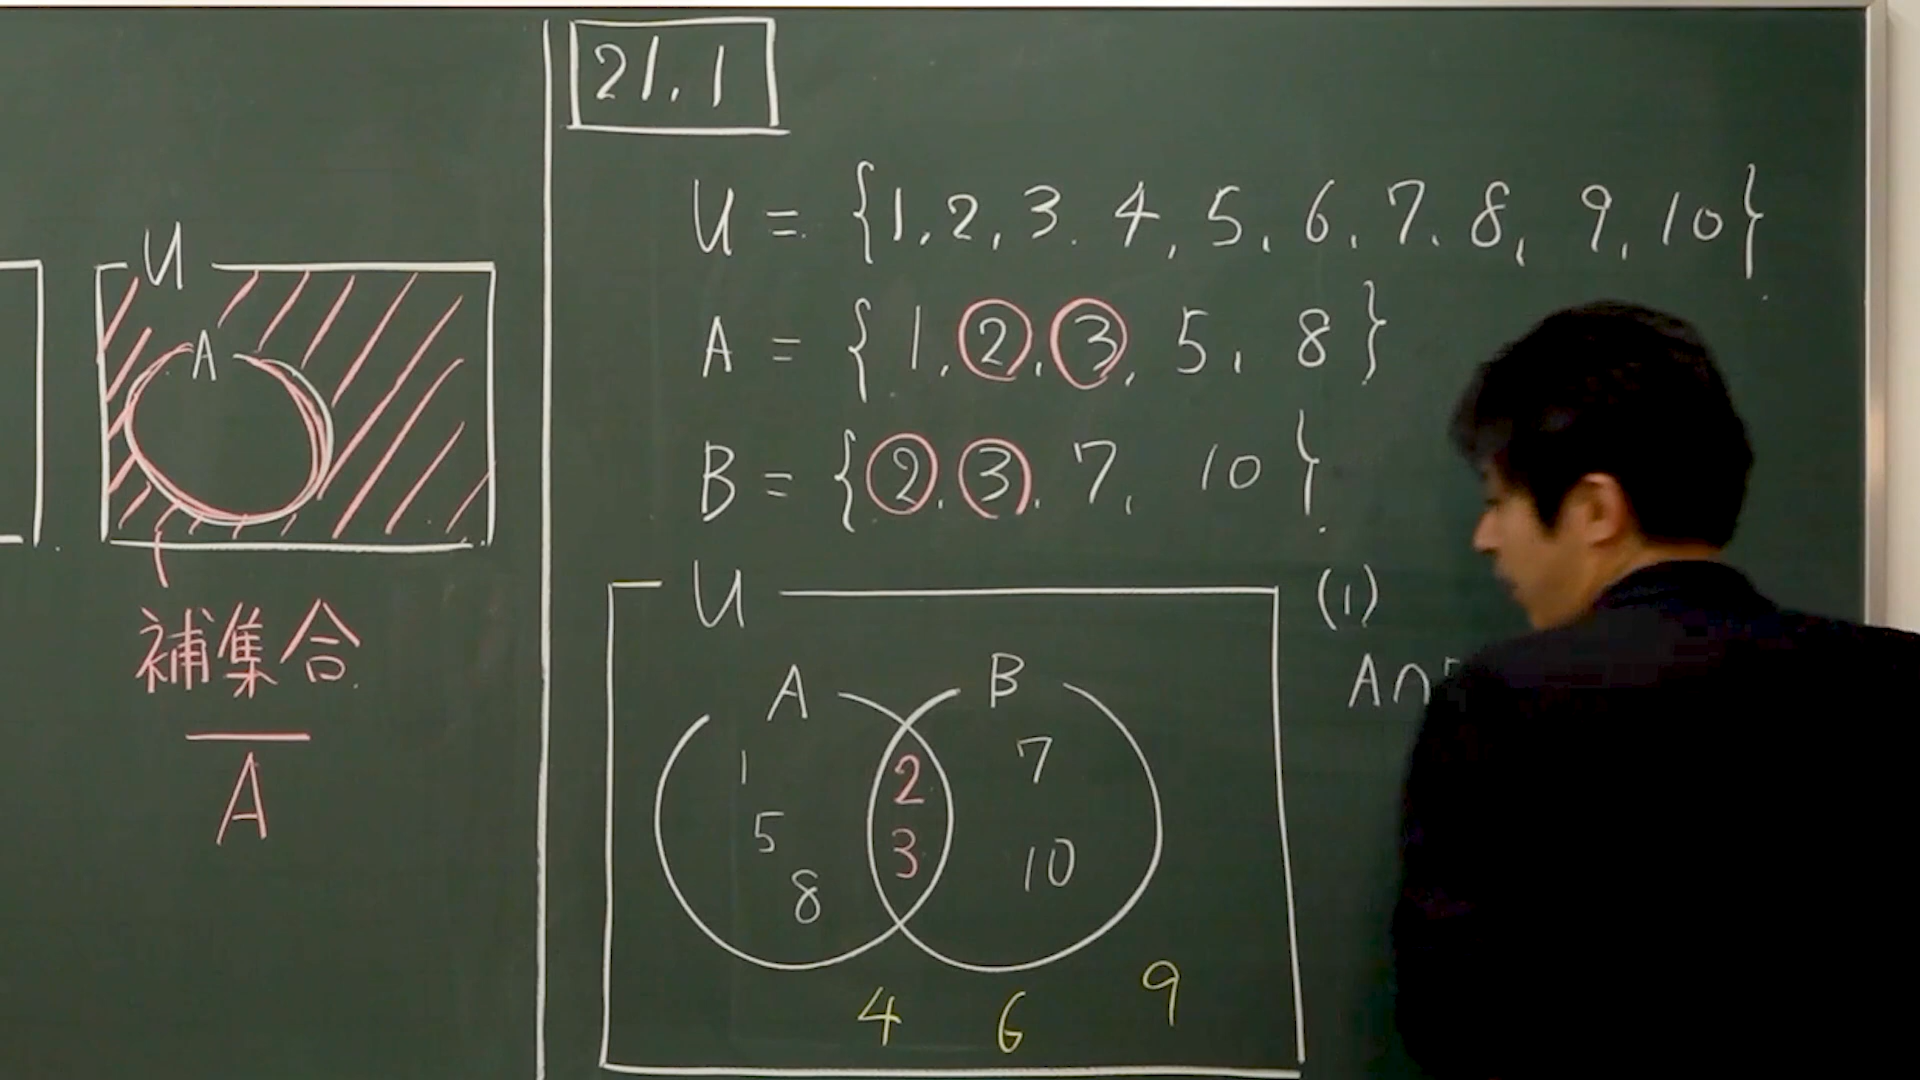 U
A
補集合
A̅
21.1
U = {1, 2, 3, 4, 5, 6, 7, 8, 9, 10}
A = {1, 2, 3, 5, 8}
B = {2, 3, 7, 10}
U
A B
1 2 7
5 3 10
8
4 6 9
(1)
A∩